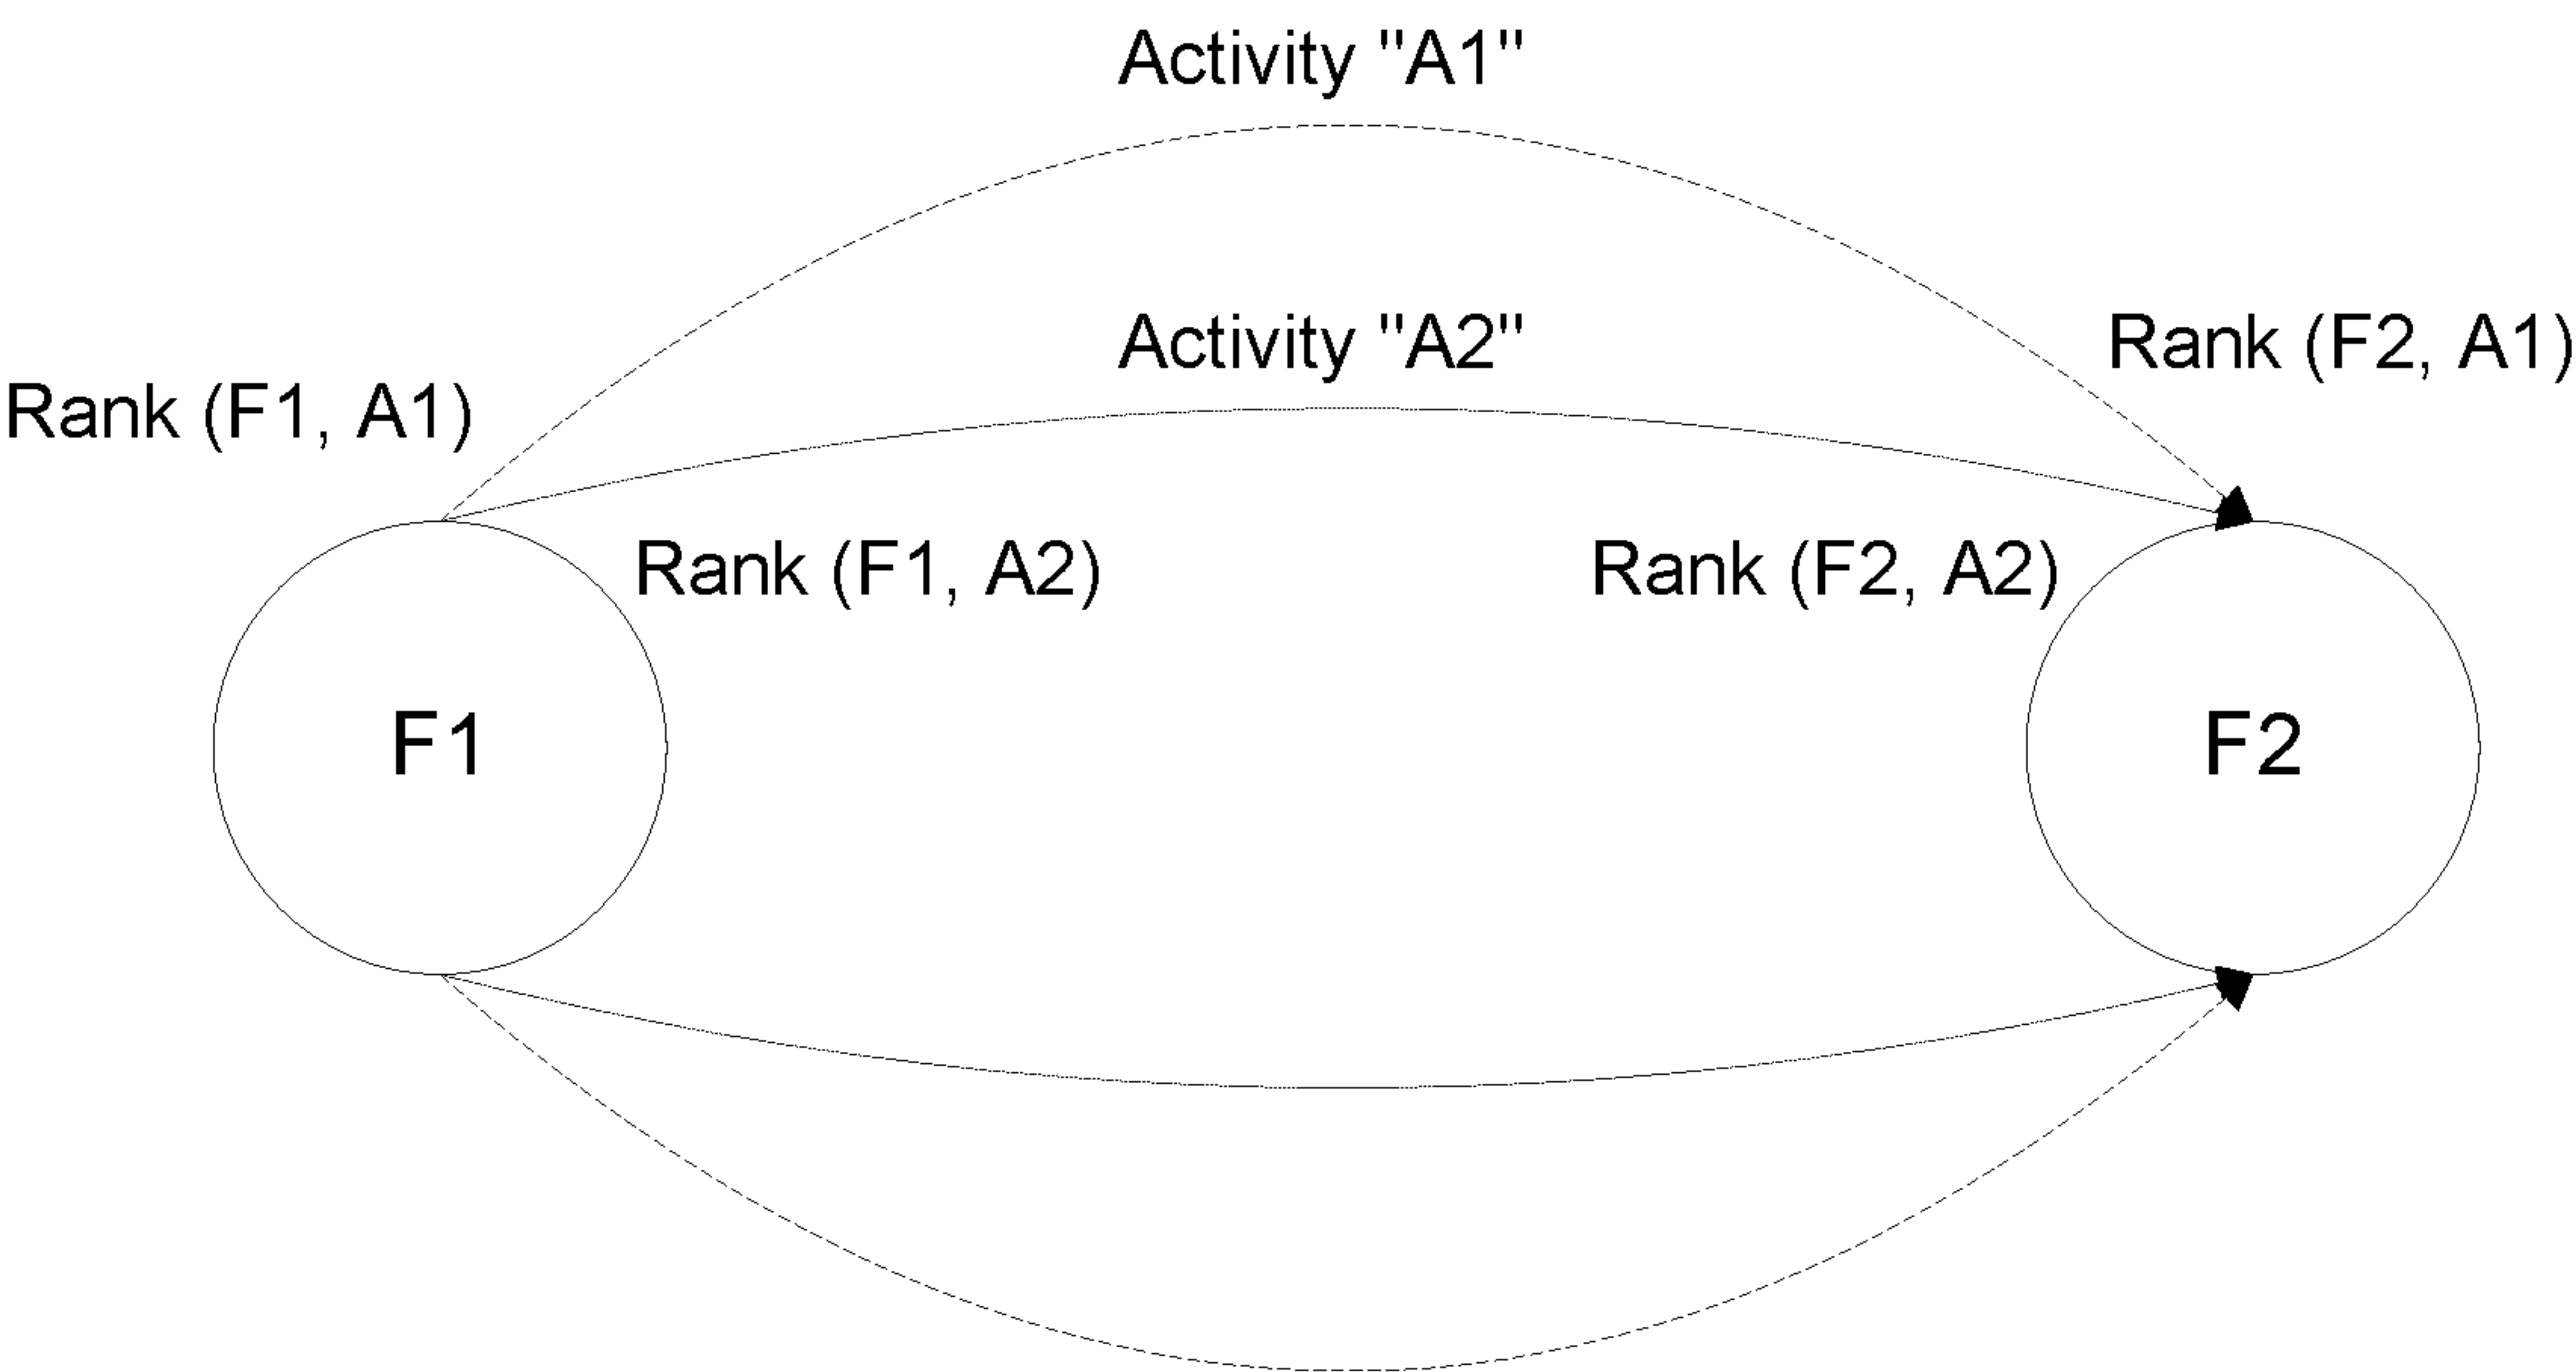 Activity "A1"
Activity "A2"
Rank (F2, A1)
Rank (F1, A1)
Rank (F1, A2)
Rank (F2, A2)
F1
F2